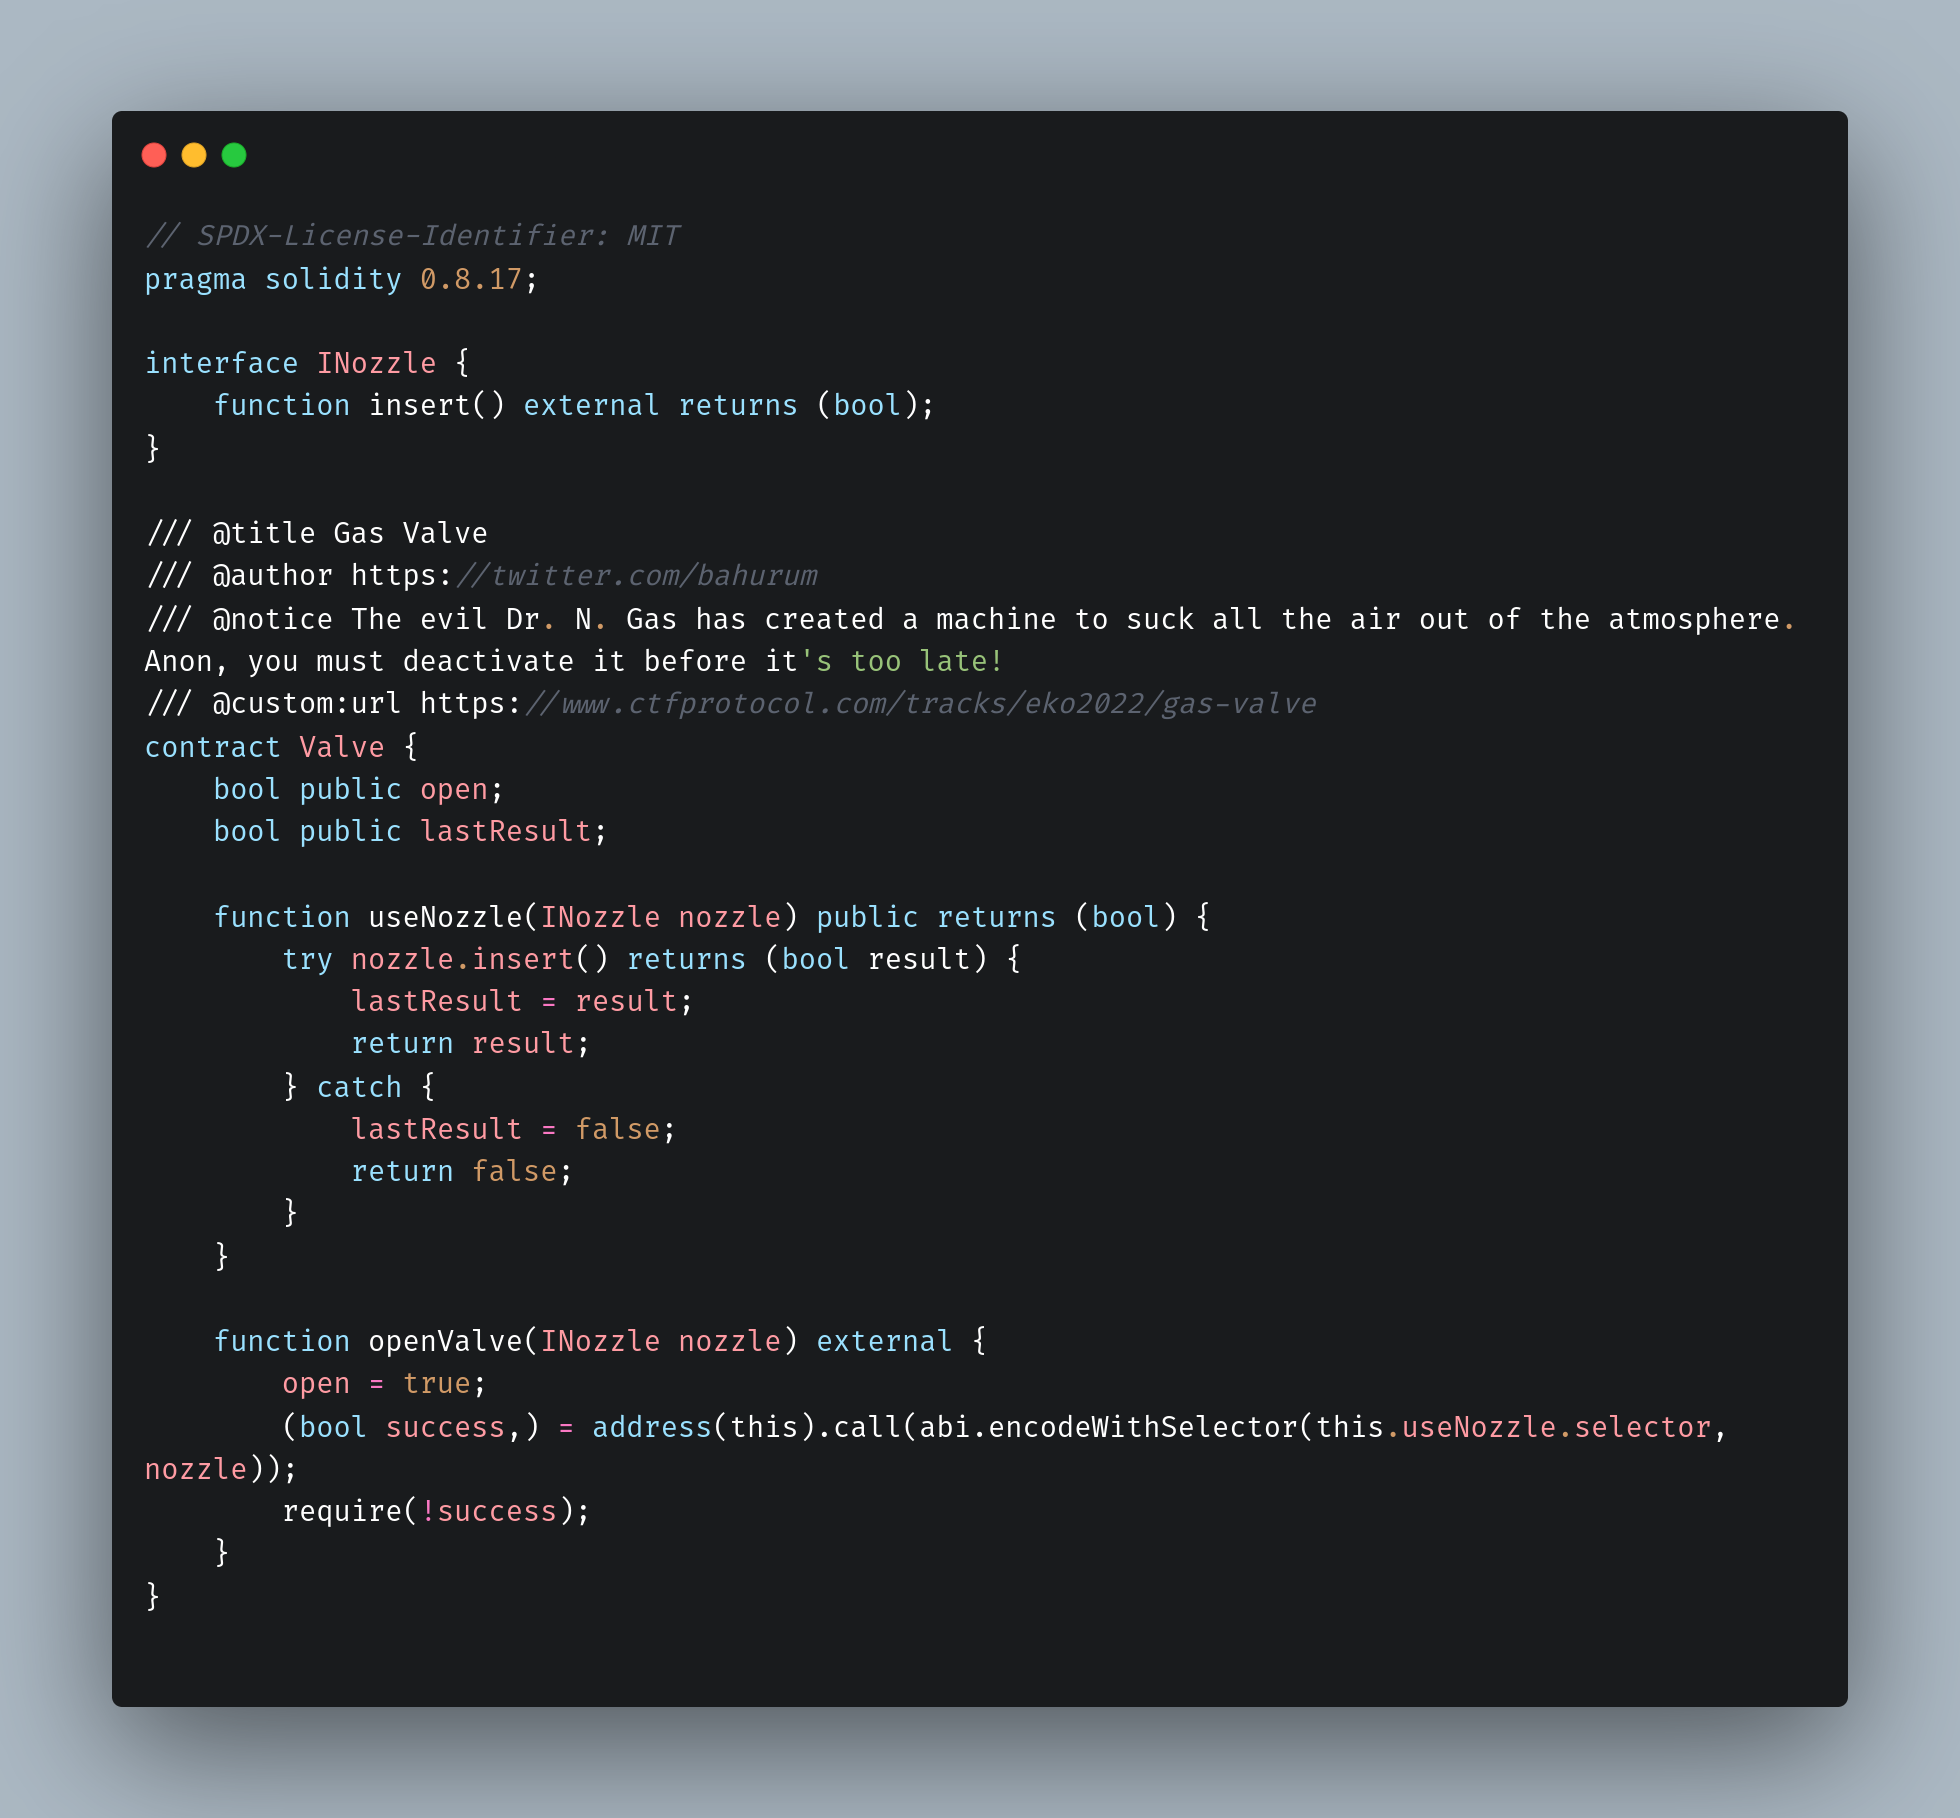 // SPDX-License-Identifier: MIT
pragma solidity 0.8.17;
interface INozzle {
    function insert() external returns (bool);
}
/// @title Gas Valve
/// @author https://twitter.com/bahurum
/// @notice The evil Dr. N. Gas has created a machine to suck all the air out of the atmosphere.
Anon, you must deactivate it before it's too late!
/// @custom:url https://www.ctfprotocol.com/tracks/eko2022/gas-valve
contract Valve {
    bool public open;
    bool public lastResult;
    function useNozzle(INozzle nozzle) public returns (bool) {
        try nozzle.insert() returns (bool result) {
            lastResult = result;
            return result;
        } catch {
            lastResult = false;
            return false;
        }
    }
    function openValve(INozzle nozzle) external {
        open = true;
        (bool success,) = address(this).call(abi.encodeWithSelector(this.useNozzle.selector,
nozzle));
        require(!success);
    }
}